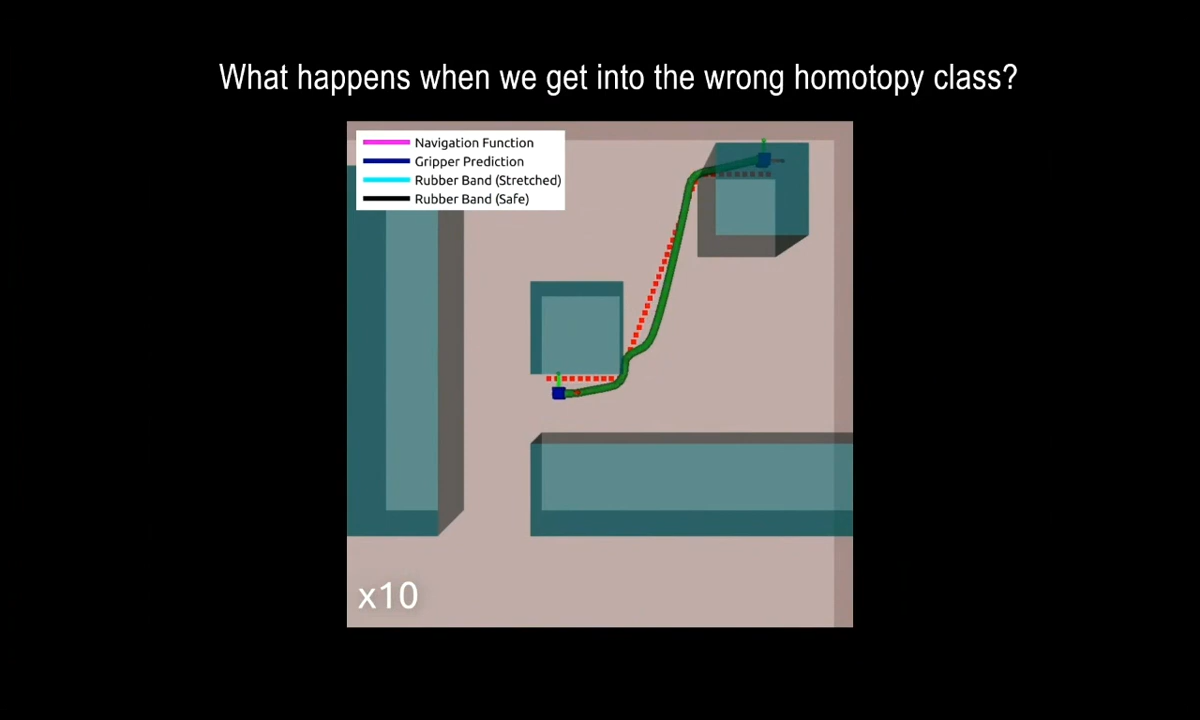 What happens when we get into the wrong homotopy class?
Navigation Function
Gripper Prediction
Rubber Band (Stretched)
Rubber Band (Safe)
x10